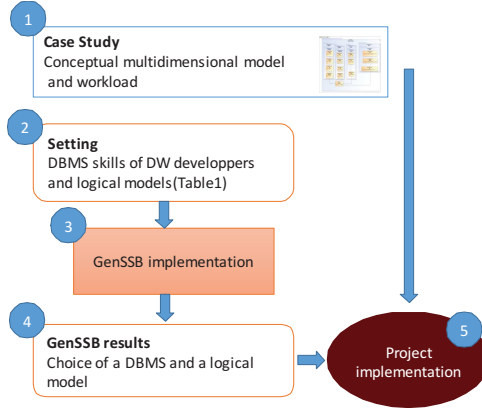 1
Case Study
Conceptual multidimensional model
and workload
2
Setting
DBMS skills of DW developpers
and logical models(Table1)
3
GenSSB implementation
4
GenSSB results
Choice of a DBMS and a logical
model
5
Project
implementation